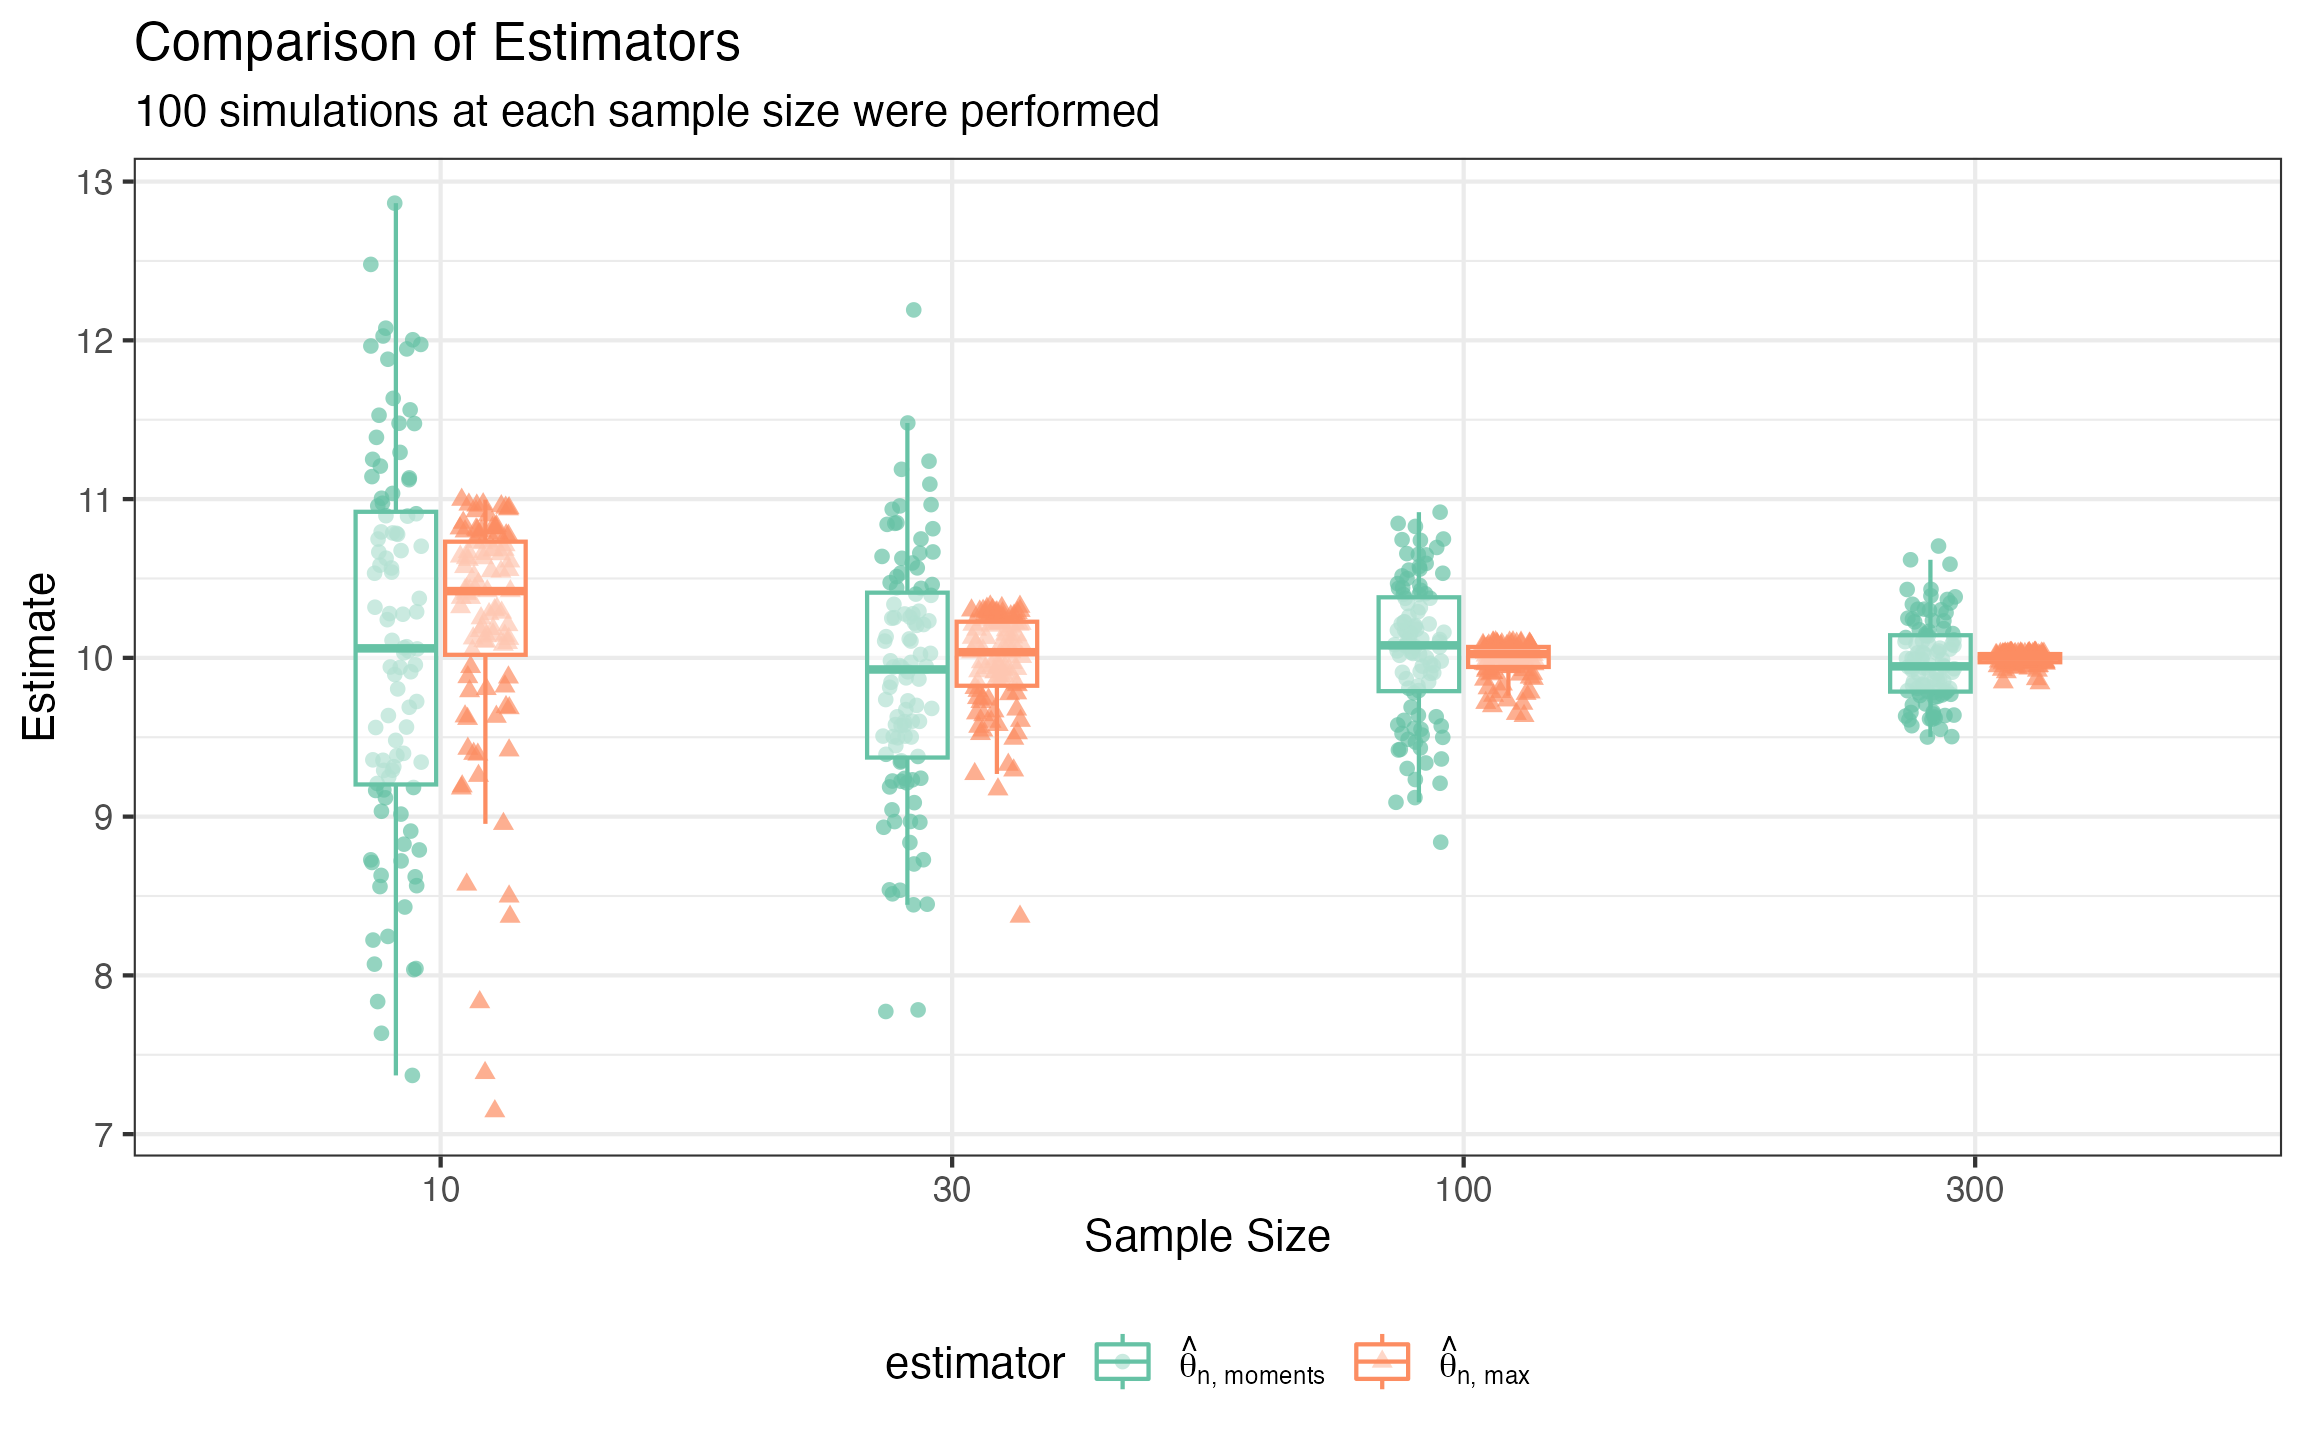 Comparison of Estimators
100 simulations at each sample size were performed
13
12
11
10
9
8
7
Estimate
10 30 100 300
Sample Size
estimator θ̂n, moments θ̂n, max